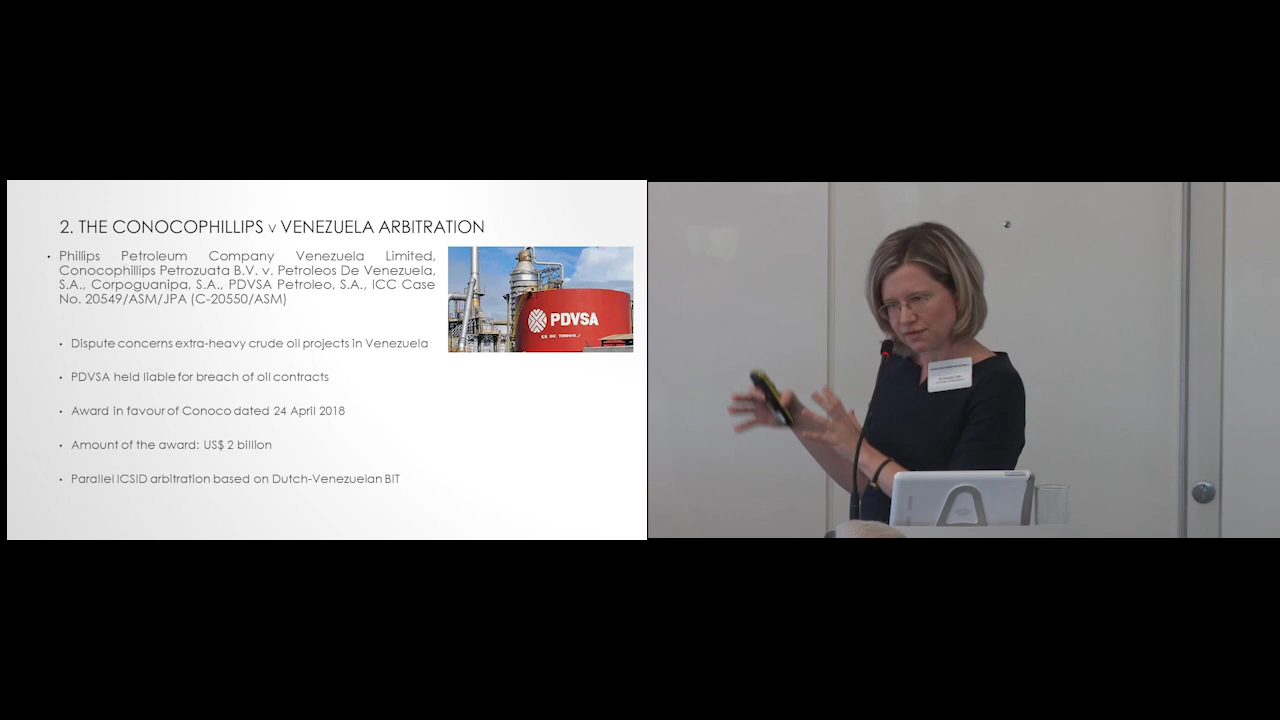 2. THE CONOCOPHILLIPS v VENEZUELA ARBITRATION
• Phillips Petroleum Company Venezuela Limited,
Conocophillips Petrozuata B.V. v. Petroleos De Venezuela,
S.A., Corpoguanipa, S.A., PDVSA Petroleo, S.A., ICC Case
No. 20549/ASM/JPA (C-20550/ASM)
PDVSA
• Dispute concerns extra-heavy crude oil projects in Venezuela
• PDVSA held liable for breach of oil contracts
• Award in favour of Conoco dated 24 April 2018
• Amount of the award: US$ 2 billion
• Parallel ICSID arbitration based on Dutch-Venezuelan BIT